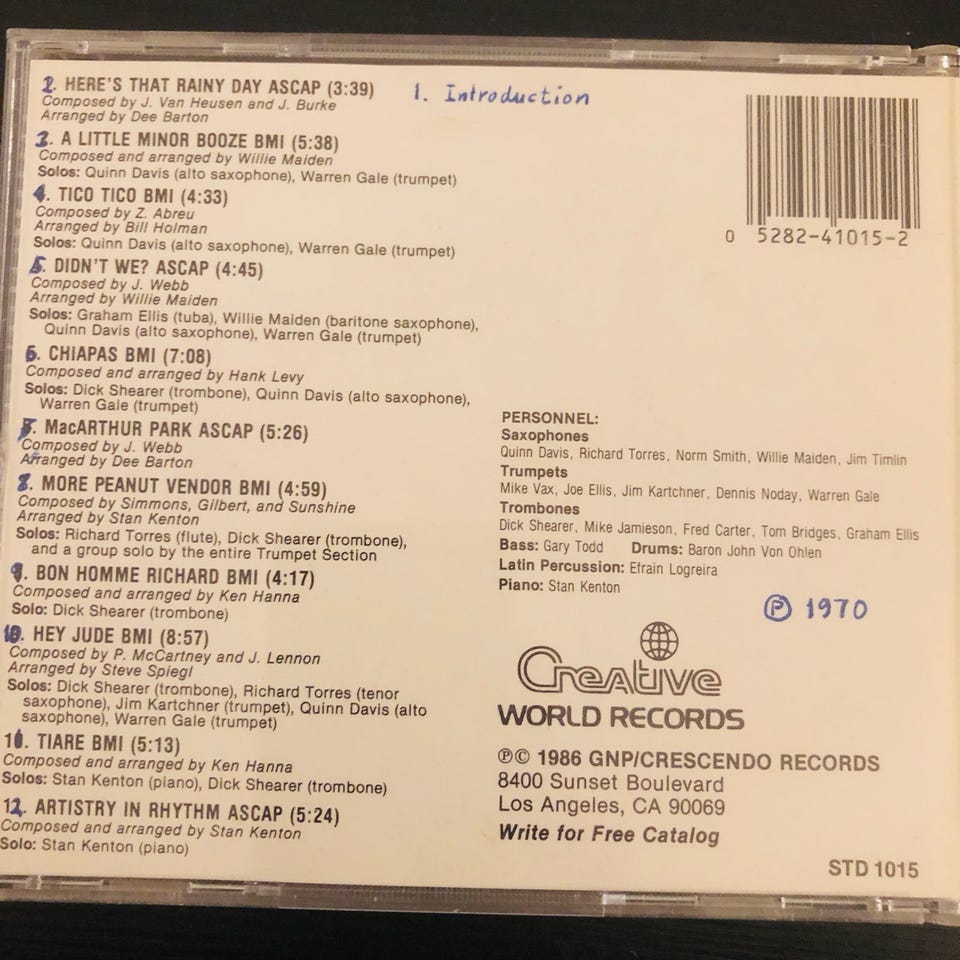 2. HERE'S THAT RAINY DAY ASCAP (3:39)
Composed by J. Van Heusen and J. Burke
Arranged by Dee Barton
3. A LITTLE MINOR BOOZE BMI (5:38)
Composed and arranged by Willie Maiden
Solos: Quinn Davis (alto saxophone), Warren Gale (trumpet)
4. TICO TICO BMI (4:33)
Composed by Z. Abreu
Arranged by Bill Holman
Solos: Quinn Davis (alto saxophone), Warren Gale (trumpet)
5. DIDN'T WE? ASCAP (4:45)
Composed by J. Webb
Arranged by Willie Maiden
Solos: Graham Ellis (tuba), Willie Maiden (baritone saxophone),
Quinn Davis (alto saxophone), Warren Gale (trumpet)
6. CHIAPAS BMI (7:08)
Composed and arranged by Hank Levy
Solos: Dick Shearer (trombone), Quinn Davis (alto saxophone),
Warren Gale (trumpet)
7. MacARTHUR PARK ASCAP (5:26)
Composed by J. Webb
Arranged by Dee Barton
8. MORE PEANUT VENDOR BMI (4:59)
Composed by Simmons, Gilbert, and Sunshine
Arranged by Stan Kenton
Solos: Richard Torres (flute), Dick Shearer (trombone),
and a group solo by the entire Trumpet Section
9. BON HOMME RICHARD BMI (4:17)
Composed and arranged by Ken Hanna
Solo: Dick Shearer (trombone)
10. HEY JUDE BMI (8:57)
Composed by P. McCartney and J. Lennon
Arranged by Steve Spiegl
Solos: Dick Shearer (trombone), Richard Torres (tenor
saxophone), Jim Kartchner (trumpet), Quinn Davis (alto
saxophone), Warren Gale (trumpet)
11. TIARE BMI (5:13)
Composed and arranged by Ken Hanna
Solos: Stan Kenton (piano), Dick Shearer (trombone)
12. ARTISTRY IN RHYTHM ASCAP (5:24)
Composed and arranged by Stan Kenton
Solo: Stan Kenton (piano)
1. Introduction
0 5282-41015-2
PERSONNEL:
Saxophones
Quinn Davis, Richard Torres, Norm Smith, Willie Maiden, Jim Timlin
Trumpets
Mike Vax, Joe Ellis, Jim Kartchner, Dennis Noday, Warren Gale
Trombones
Dick Shearer, Mike Jamieson, Fred Carter, Tom Bridges, Graham Ellis
Bass: Gary Todd Drums: Baron John Von Ohlen
Latin Percussion: Efrain Logreira
Piano: Stan Kenton
Ⓟ 1970
Creative
WORLD RECORDS
℗© 1986 GNP/CRESCENDO RECORDS
8400 Sunset Boulevard
Los Angeles, CA 90069
Write for Free Catalog
STD 1015